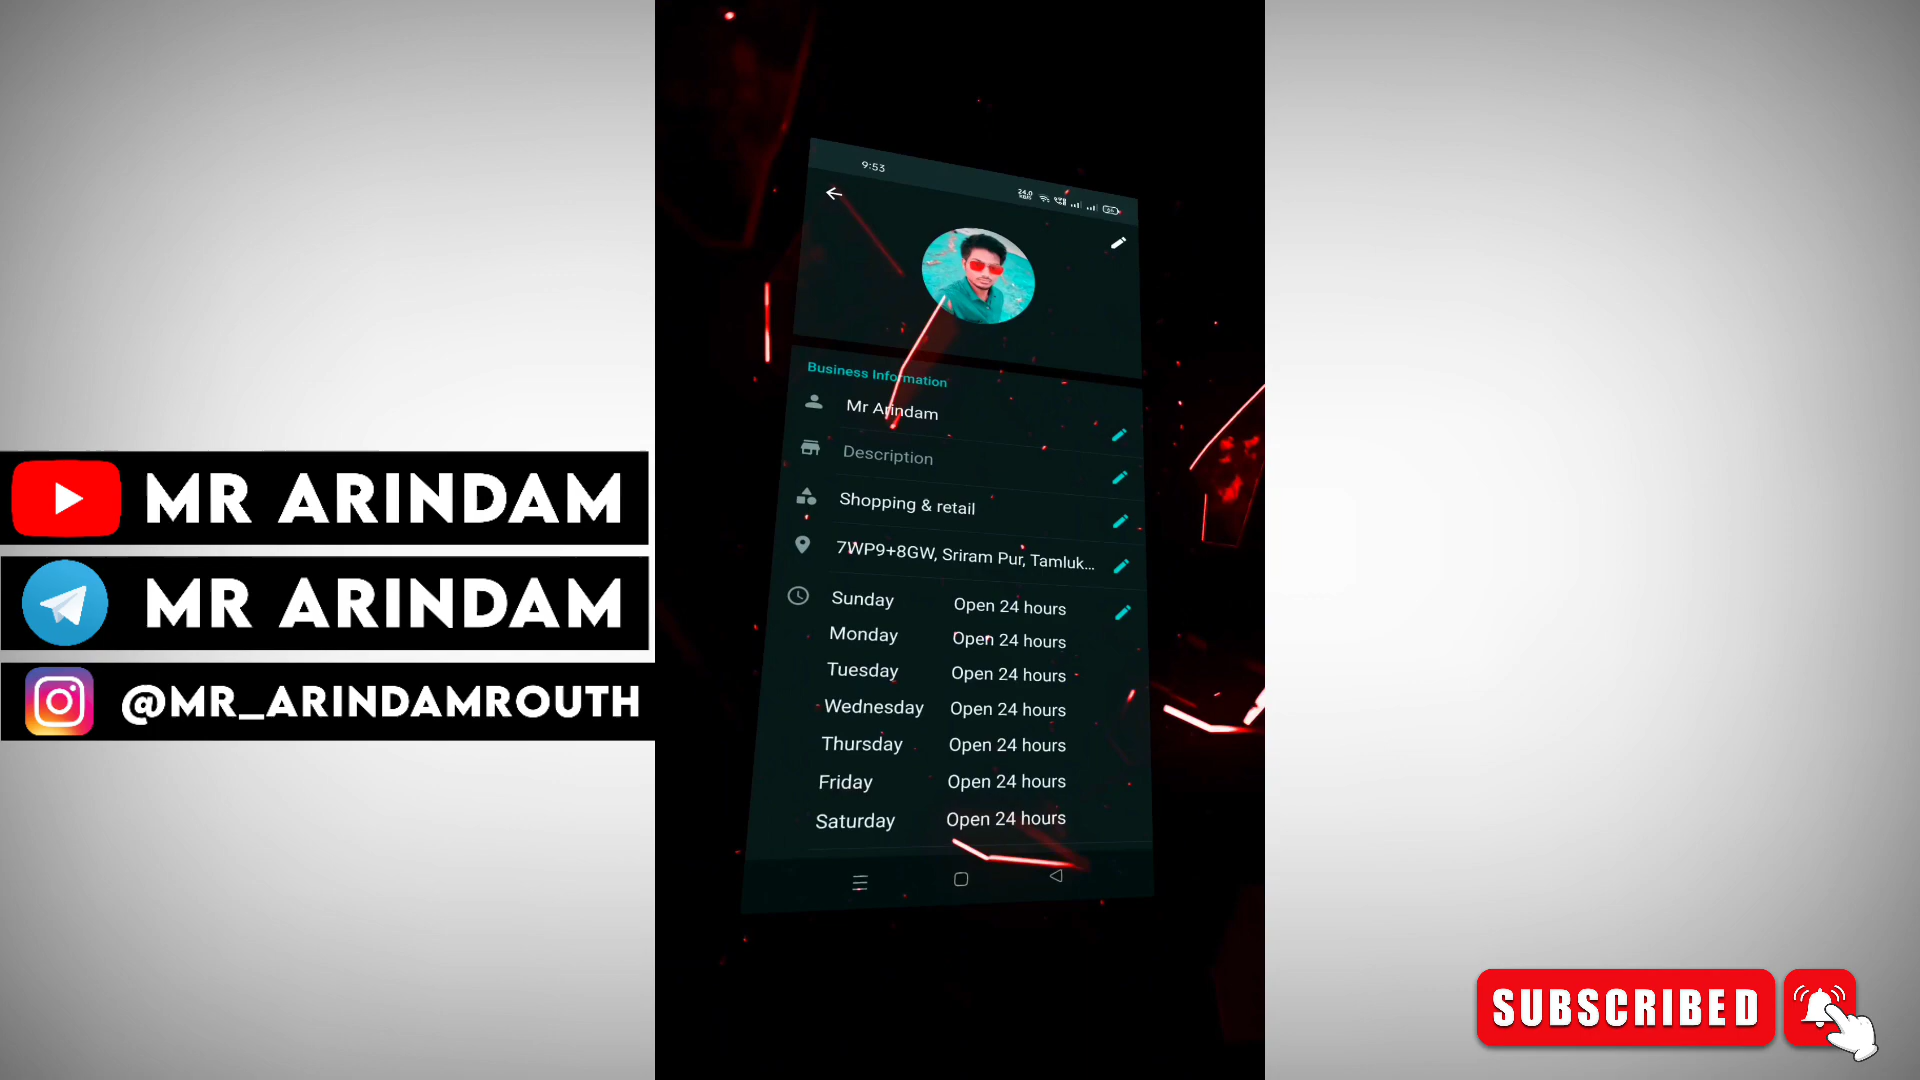 MR ARINDAM
MR ARINDAM
@MR_ARINDAMROUTH
9:53
Business Information
Mr Arindam
Description
Shopping & retail
7WP9+8GW, Sriram Pur, Tamluk...
Sunday Open 24 hours
Monday Open 24 hours
Tuesday Open 24 hours
Wednesday Open 24 hours
Thursday Open 24 hours
Friday Open 24 hours
Saturday Open 24 hours
SUBSCRIBED